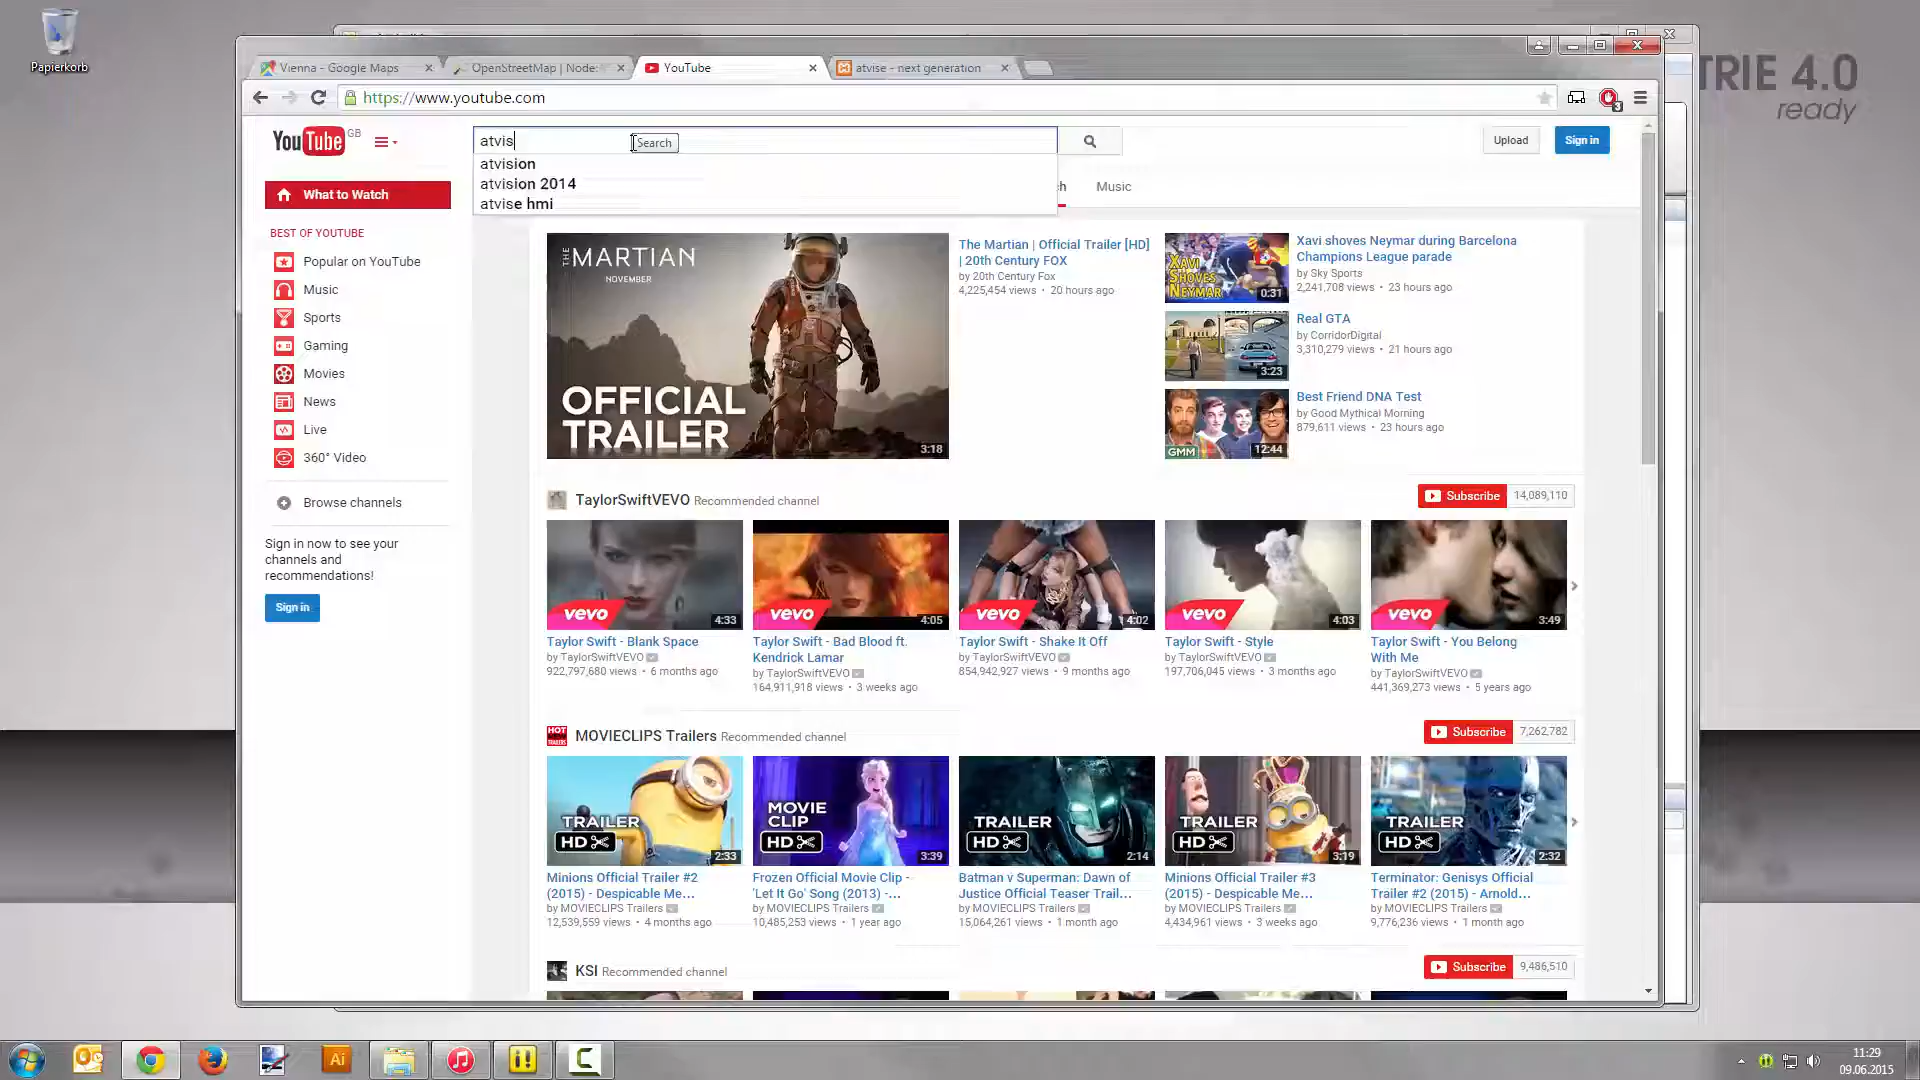 Papierkorb
TRIE 4.0
ready
Vienna - Google Maps
OpenStreetMap | Node:
YouTube
atvise - next generation
https://www.youtube.com
3
YouTube GB
atvis
Search
Upload
Sign in
atvision
atvision 2014
atvise hmi
Music
What to Watch
BEST OF YOUTUBE
Popular on YouTube
Music
Sports
Gaming
Movies
News
Live
360° Video
Browse channels
Sign in now to see your
channels and
recommendations!
Sign in
THE
MARTIAN
NOVEMBER
OFFICIAL
TRAILER
3:18
The Martian | Official Trailer [HD]
| 20th Century FOX
by 20th Century Fox
4,225,454 views • 20 hours ago
XAVI
SHOVES
NEYMAR
0:31
Xavi shoves Neymar during Barcelona
Champions League parade
by Sky Sports
2,241,708 views • 23 hours ago
3:23
Real GTA
by CorridorDigital
3,310,279 views • 21 hours ago
GMM
12:44
Best Friend DNA Test
by Good Mythical Morning
879,611 views • 23 hours ago
TaylorSwiftVEVO Recommended channel
Subscribe 14,089,110
vevo 4:33
vevo 4:05
vevo 4:02
vevo 4:03
vevo 3:49
Taylor Swift - Blank Space
by TaylorSwiftVEVO
922,797,680 views • 6 months ago
Taylor Swift - Bad Blood ft.
Kendrick Lamar
by TaylorSwiftVEVO
164,911,918 views • 3 weeks ago
Taylor Swift - Shake It Off
by TaylorSwiftVEVO
854,942,927 views • 9 months ago
Taylor Swift - Style
by TaylorSwiftVEVO
197,706,045 views • 3 months ago
Taylor Swift - You Belong
With Me
by TaylorSwiftVEVO
441,369,273 views • 5 years ago
HOT
TRAILERS
MOVIECLIPS Trailers Recommended channel
Subscribe 7,262,782
TRAILER
HD
2:33
MOVIE
CLIP
HD
3:39
TRAILER
HD
2:14
TRAILER
HD
3:19
TRAILER
HD
2:32
Minions Official Trailer #2
(2015) - Despicable Me...
by MOVIECLIPS Trailers
12,539,559 views • 4 months ago
Frozen Official Movie Clip -
'Let It Go' Song (2013) -...
by MOVIECLIPS Trailers
10,485,253 views • 1 year ago
Batman v Superman: Dawn of
Justice Official Teaser Trail...
by MOVIECLIPS Trailers
15,064,261 views • 1 month ago
Minions Official Trailer #3
(2015) - Despicable Me...
by MOVIECLIPS Trailers
4,434,961 views • 3 weeks ago
Terminator: Genisys Official
Trailer #2 (2015) - Arnold...
by MOVIECLIPS Trailers
9,776,236 views • 1 month ago
KSI Recommended channel
Subscribe 9,486,510
Ai
11:29
09.06.2015